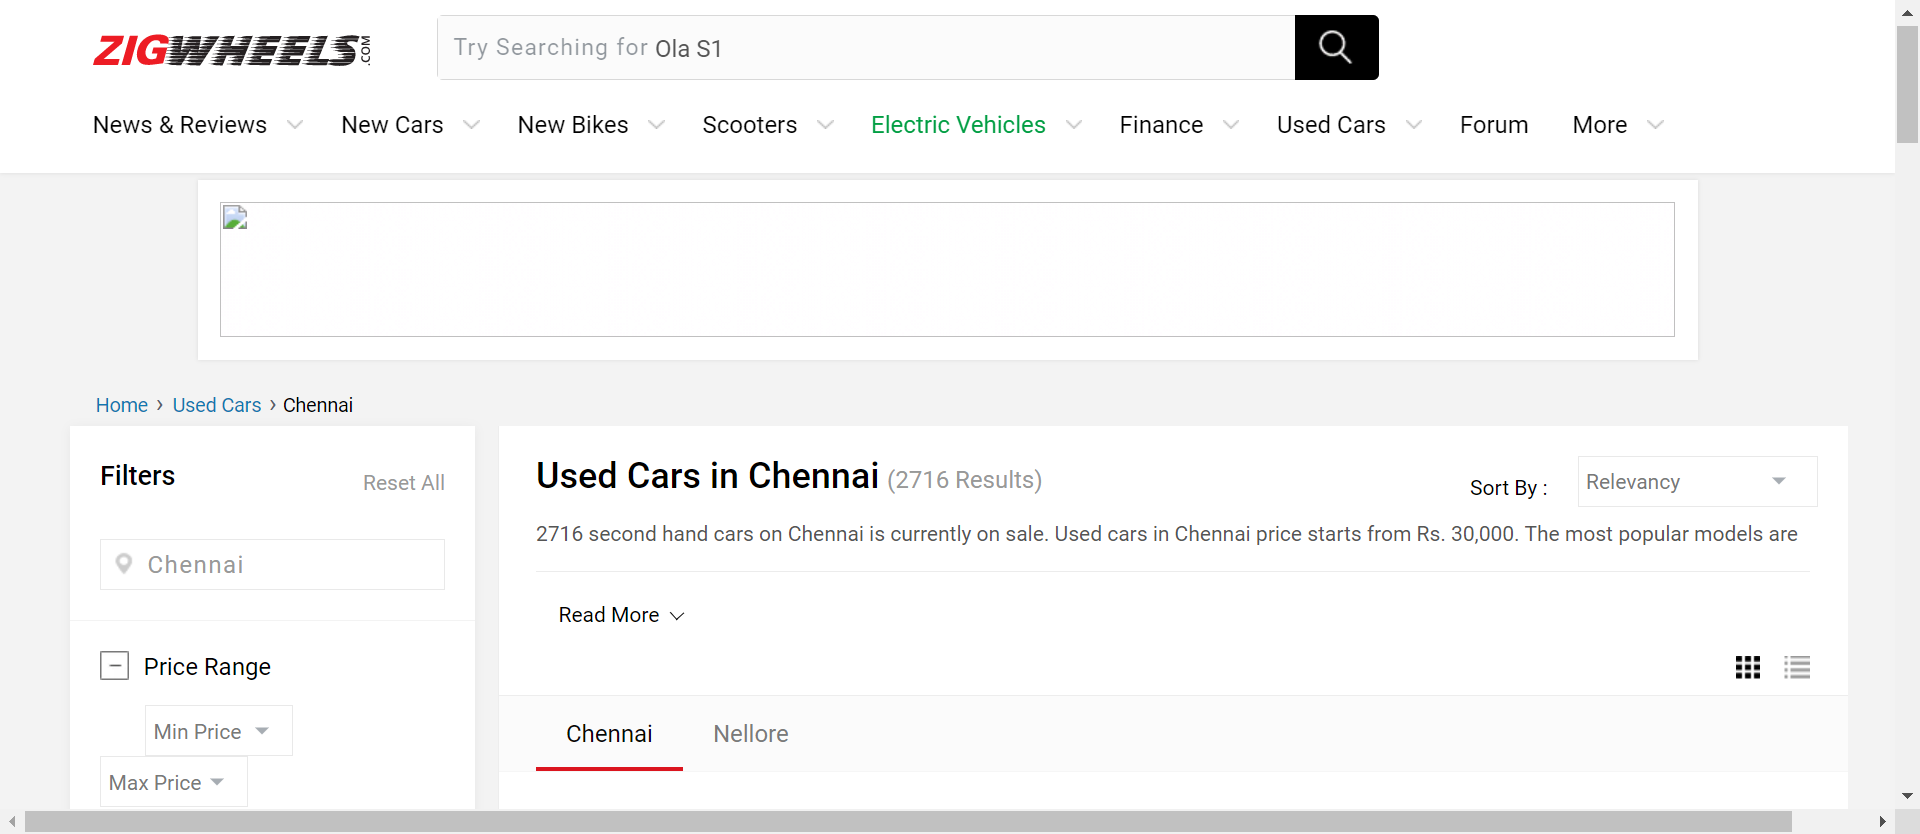 ZIGWHEELS.COM
Try Searching for Ola S1
News & Reviews New Cars New Bikes Scooters Electric Vehicles Finance Used Cars Forum More
Home › Used Cars › Chennai
Filters
Reset All
Chennai
Price Range
Min Price
Max Price
Used Cars in Chennai (2716 Results)
Sort By :
Relevancy
2716 second hand cars on Chennai is currently on sale. Used cars in Chennai price starts from Rs. 30,000. The most popular models are
Read More
Chennai Nellore